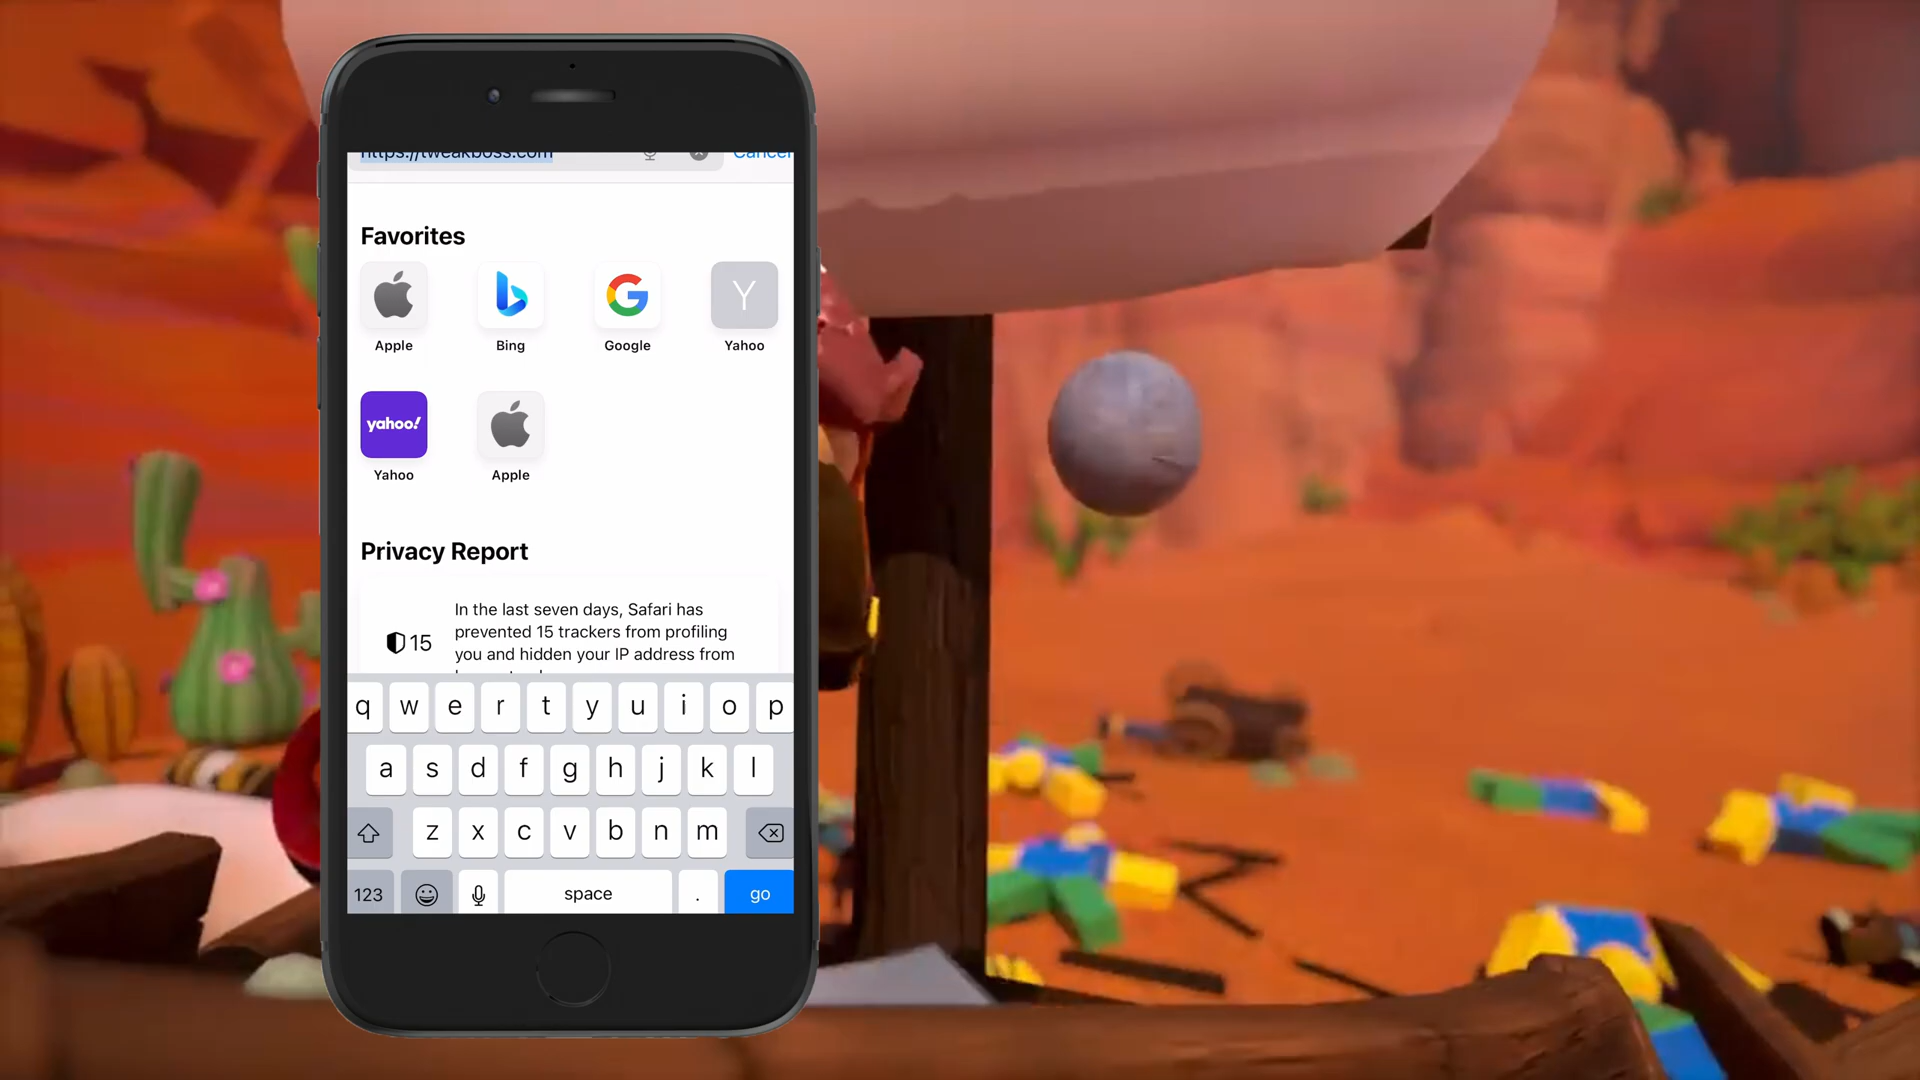 https://tweakboss.com
Cancel
Favorites
Apple
Bing
Google
Y
Yahoo
yahoo!
Yahoo
Apple
Privacy Report
In the last seven days, Safari has
prevented 15 trackers from profiling
15
you and hidden your IP address from
q w e r t y u i o p
a s d f g h j k l
z x c v b n m
123
space
.
go